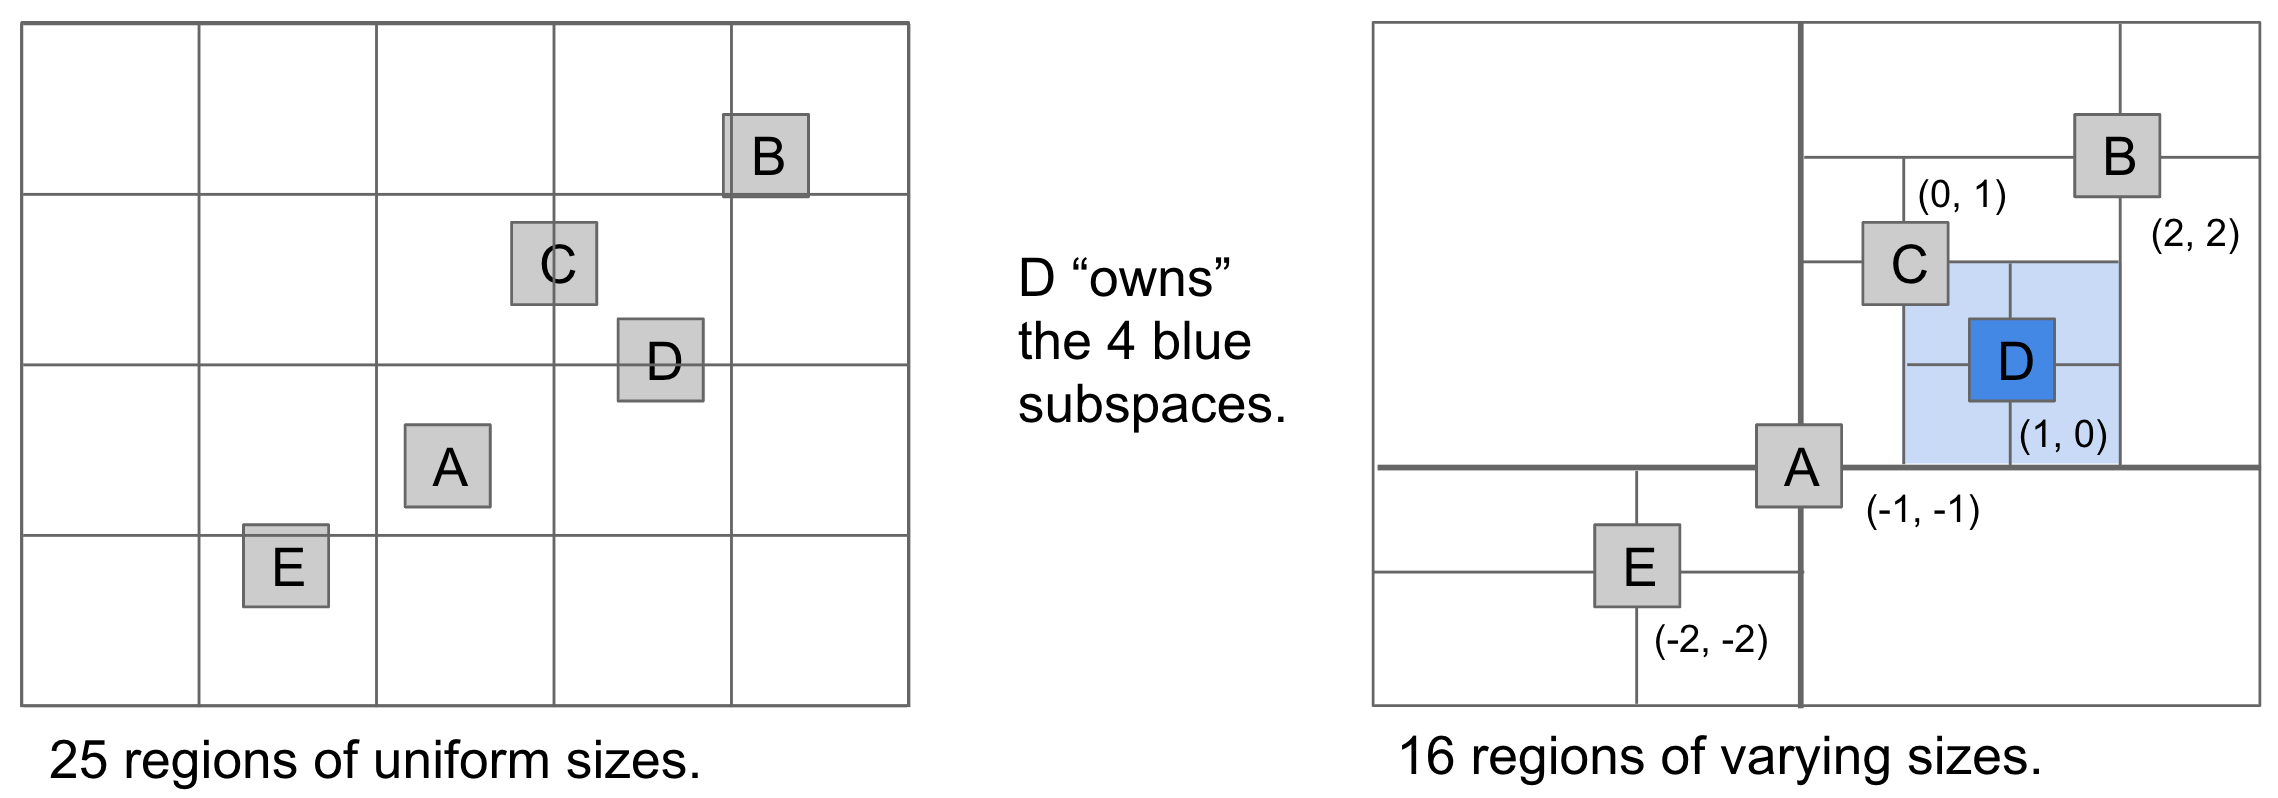 B
C
D
A
E
25 regions of uniform sizes.
D “owns”
the 4 blue
subspaces.
B
(0, 1)
(2, 2)
C
D
(1, 0)
A
(-1, -1)
E
(-2, -2)
16 regions of varying sizes.